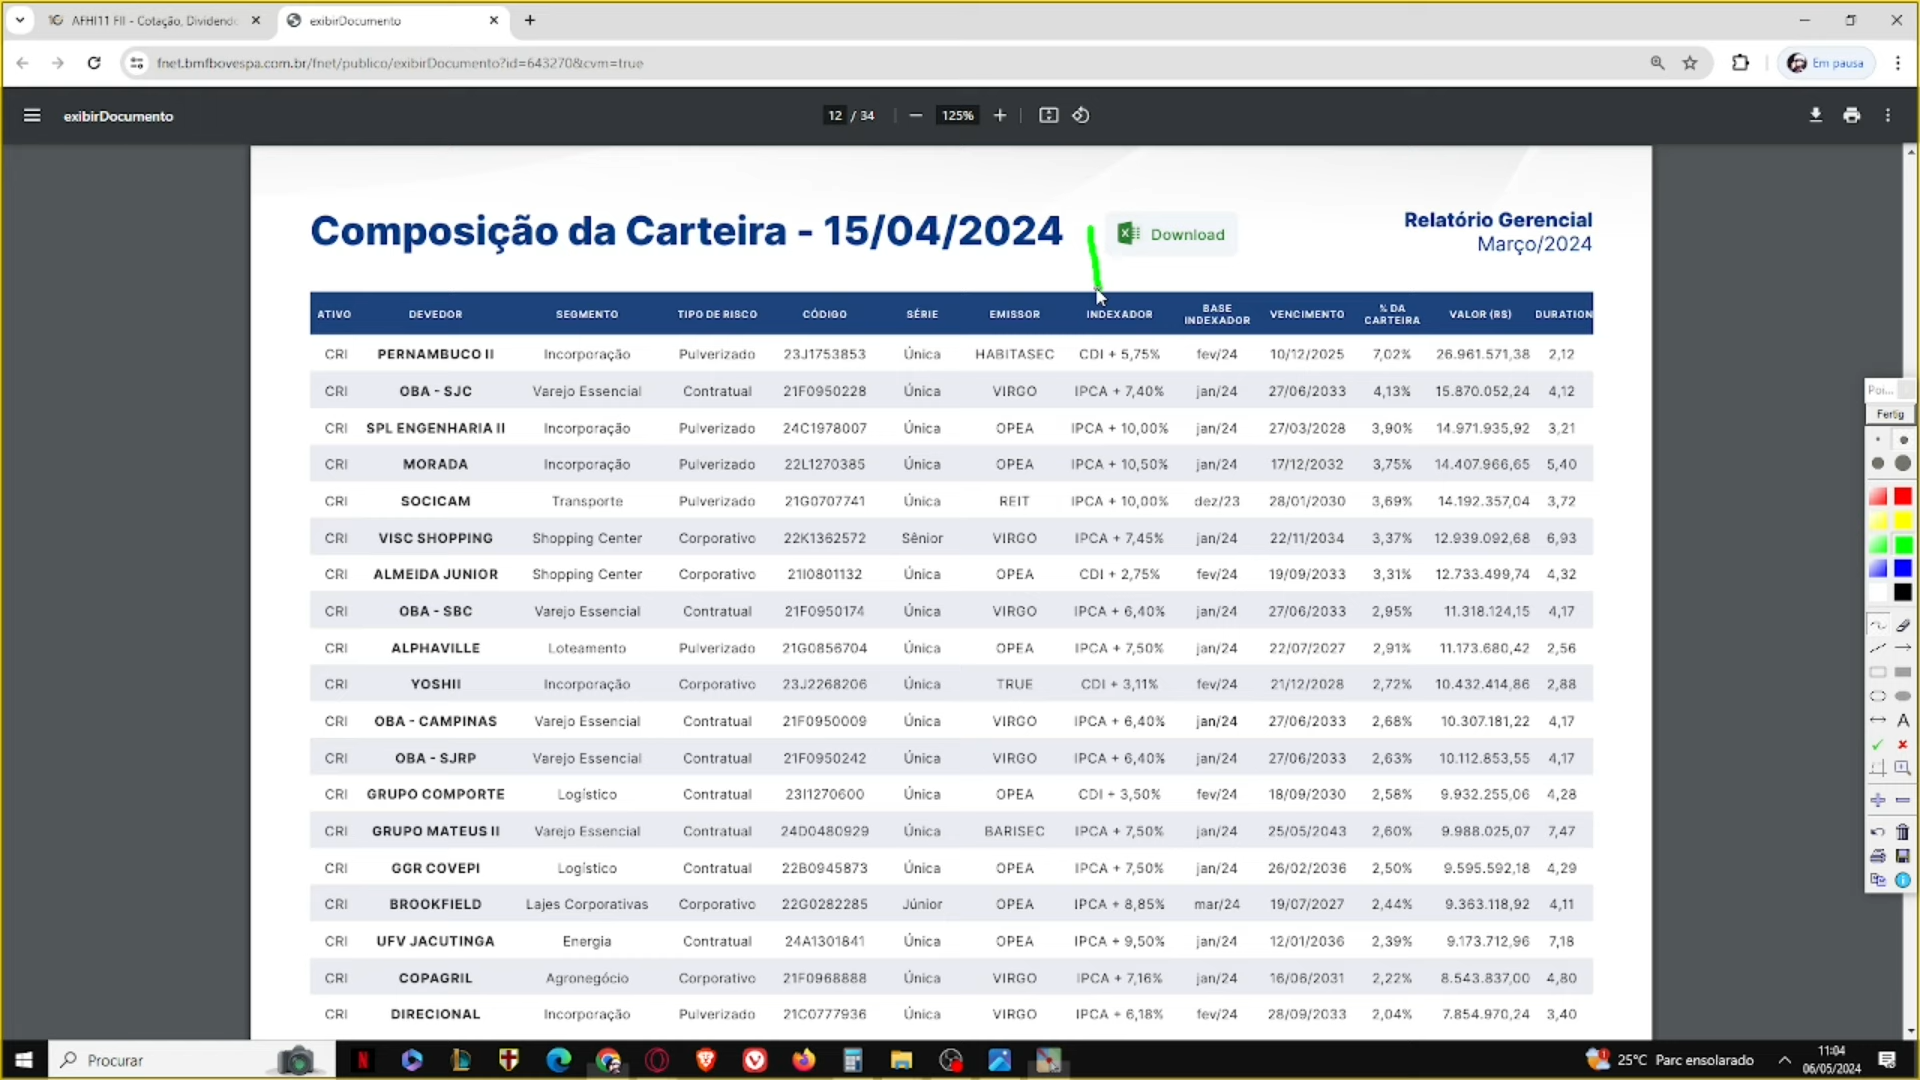 AFHI11 FII - Cotação, Dividendo
exibirDocumento
fnet.bmfbovespa.com.br/fnet/publico/exibirDocumento?id=643270&cvm=true
Em pausa
exibirDocumento
12 / 34
125%
Composição da Carteira - 15/04/2024
Download
Relatório Gerencial
Março/2024
ATIVO DEVEDOR SEGMENTO TIPO DE RISCO CÓDIGO SÉRIE EMISSOR INDEXADOR BASE INDEXADOR VENCIMENTO % DA CARTEIRA VALOR (R$) DURATION
CRI PERNAMBUCO II Incorporação Pulverizado 23J1753853 Única HABITASEC CDI + 5,75% fev/24 10/12/2025 7,02% 26.961.571,38 2,12
CRI OBA - SJC Varejo Essencial Contratual 21F0950228 Única VIRGO IPCA + 7,40% jan/24 27/06/2033 4,13% 15.870.052,24 4,12
CRI SPL ENGENHARIA II Incorporação Pulverizado 24C1978007 Única OPEA IPCA + 10,00% jan/24 27/03/2028 3,90% 14.971.935,92 3,21
CRI MORADA Incorporação Pulverizado 22L1270385 Única OPEA IPCA + 10,50% jan/24 17/12/2032 3,75% 14.407.966,65 5,40
CRI SOCICAM Transporte Pulverizado 21G0707741 Única REIT IPCA + 10,00% dez/23 28/01/2030 3,69% 14.192.357,04 3,72
CRI VISC SHOPPING Shopping Center Corporativo 22K1362572 Sênior VIRGO IPCA + 7,45% jan/24 22/11/2034 3,37% 12.939.092,68 6,93
CRI ALMEIDA JUNIOR Shopping Center Corporativo 21I0801132 Única OPEA CDI + 2,75% fev/24 19/09/2033 3,31% 12.733.499,74 4,32
CRI OBA - SBC Varejo Essencial Contratual 21F0950174 Única VIRGO IPCA + 6,40% jan/24 27/06/2033 2,95% 11.318.124,15 4,17
CRI ALPHAVILLE Loteamento Pulverizado 21G0856704 Única OPEA IPCA + 7,50% jan/24 22/07/2027 2,91% 11.173.680,42 2,56
CRI YOSHII Incorporação Corporativo 23J2268206 Única TRUE CDI + 3,11% fev/24 21/12/2028 2,72% 10.432.414,86 2,88
CRI OBA - CAMPINAS Varejo Essencial Contratual 21F0950009 Única VIRGO IPCA + 6,40% jan/24 27/06/2033 2,68% 10.307.181,22 4,17
CRI OBA - SJRP Varejo Essencial Contratual 21F0950242 Única VIRGO IPCA + 6,40% jan/24 27/06/2033 2,63% 10.112.853,55 4,17
CRI GRUPO COMPORTE Logístico Contratual 23I1270600 Única OPEA CDI + 3,50% fev/24 18/09/2030 2,58% 9.932.255,06 4,28
CRI GRUPO MATEUS II Varejo Essencial Contratual 24D0480929 Única BARISEC IPCA + 7,50% jan/24 25/05/2043 2,60% 9.988.025,07 7,47
CRI GGR COVEPI Logístico Contratual 22B0945873 Única OPEA IPCA + 7,50% jan/24 26/02/2036 2,50% 9.595.592,18 4,29
CRI BROOKFIELD Lajes Corporativas Corporativo 22G0282285 Júnior OPEA IPCA + 8,85% mar/24 19/07/2027 2,44% 9.363.118,92 4,11
CRI UFV JACUTINGA Energia Contratual 24A1301841 Única OPEA IPCA + 9,50% jan/24 12/01/2036 2,39% 9.173.712,96 7,18
CRI COPAGRIL Agronegócio Corporativo 21F0968888 Única VIRGO IPCA + 7,16% jan/24 16/06/2031 2,22% 8.543.837,00 4,80
CRI DIRECIONAL Incorporação Pulverizado 21C0777936 Única VIRGO IPCA + 6,18% fev/24 28/09/2033 2,04% 7.854.970,24 3,40
Poi...
Fertig
A
Procurar
25°C Parc ensolarado
11:04
06/05/2024